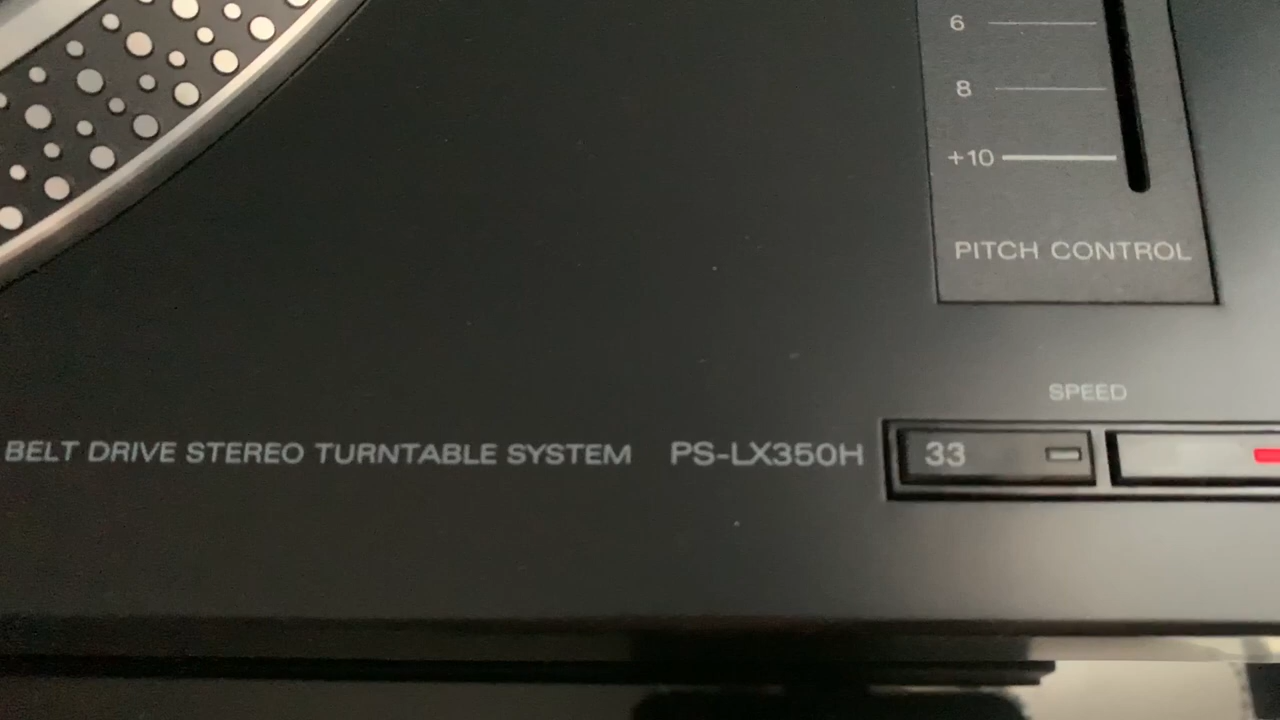 6
8
+10
PITCH CONTROL
SPEED
BELT DRIVE STEREO TURNTABLE SYSTEM PS-LX350H 33